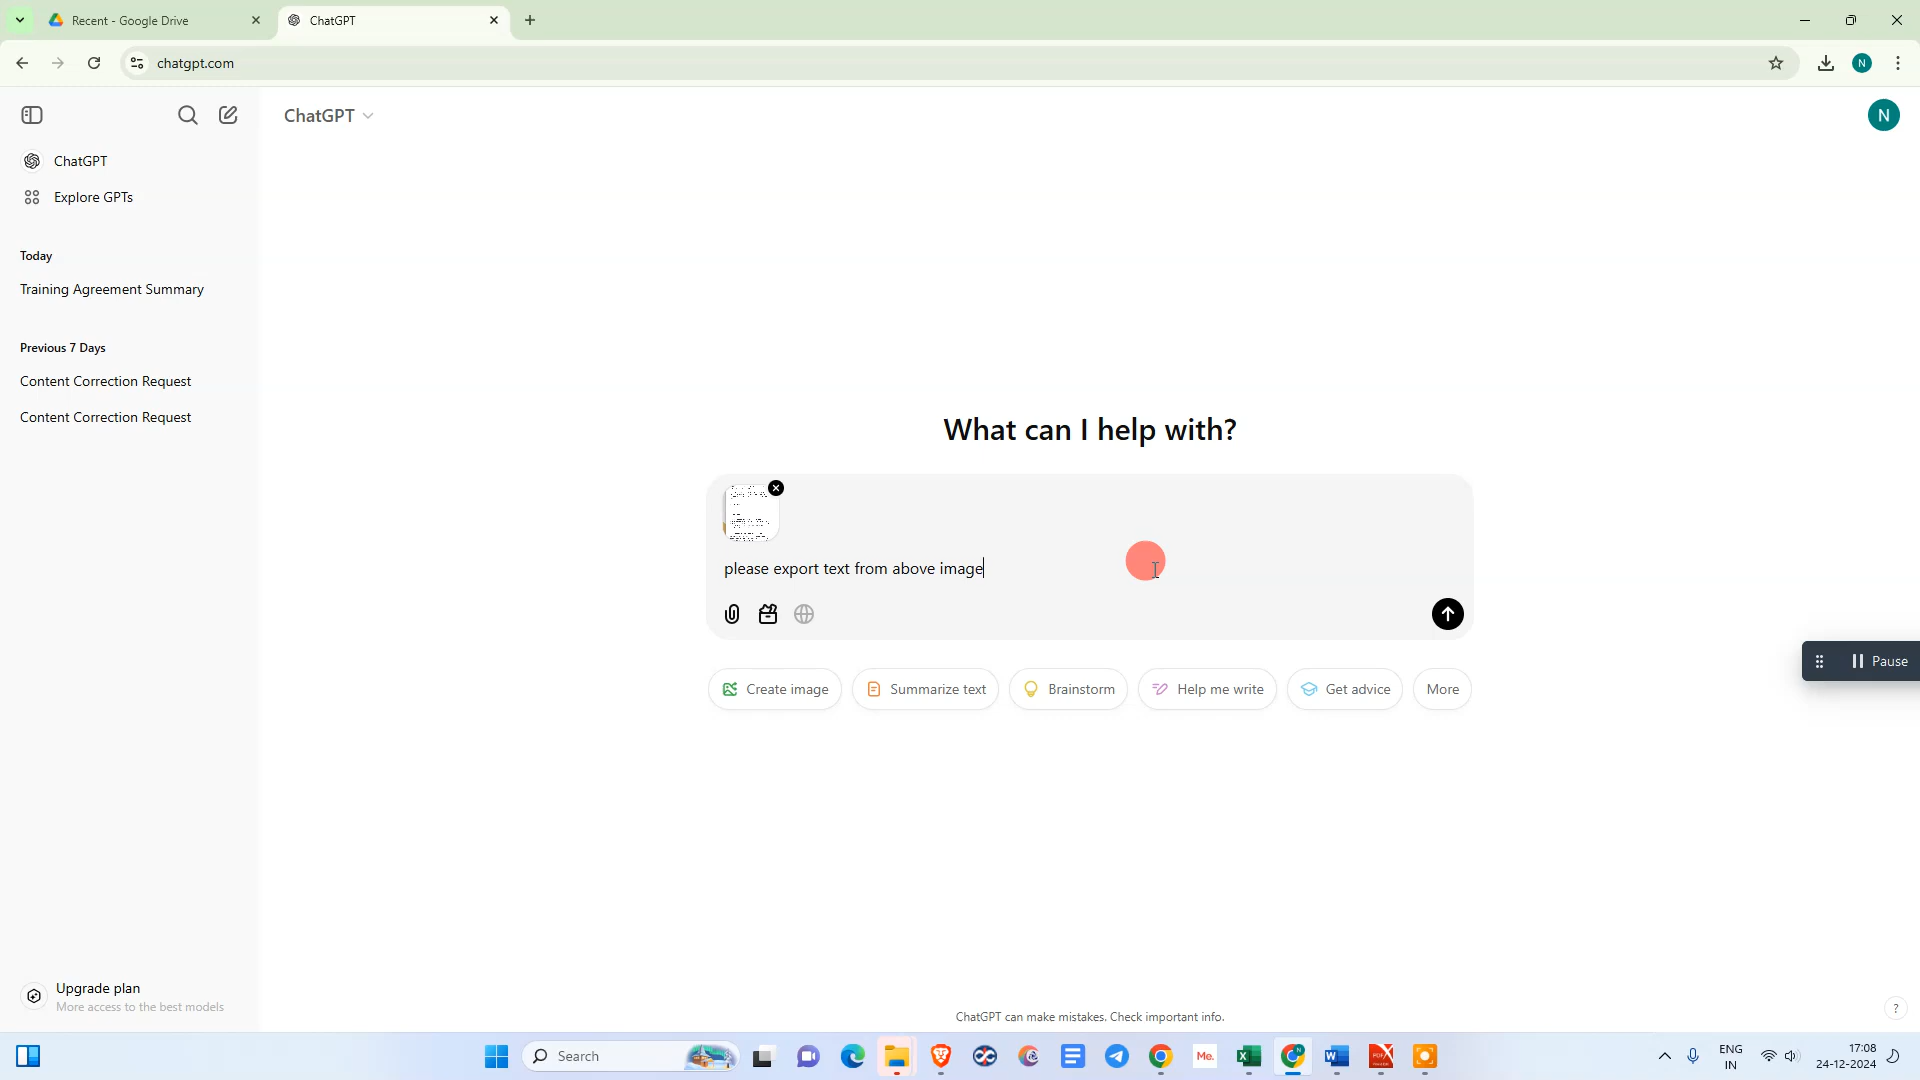 Recent - Google Drive
ChatGPT
chatgpt.com
N
ChatGPT
N
ChatGPT
Explore GPTs
Today
Training Agreement Summary
Previous 7 Days
Content Correction Request
Content Correction Request
What can I help with?
please export text from above image
Pause
Create image
Summarize text
Brainstorm
Help me write
Get advice
More
Upgrade plan
More access to the best models
ChatGPT can make mistakes. Check important info.
?
Search
Me.
ENG
IN
17:08
24-12-2024